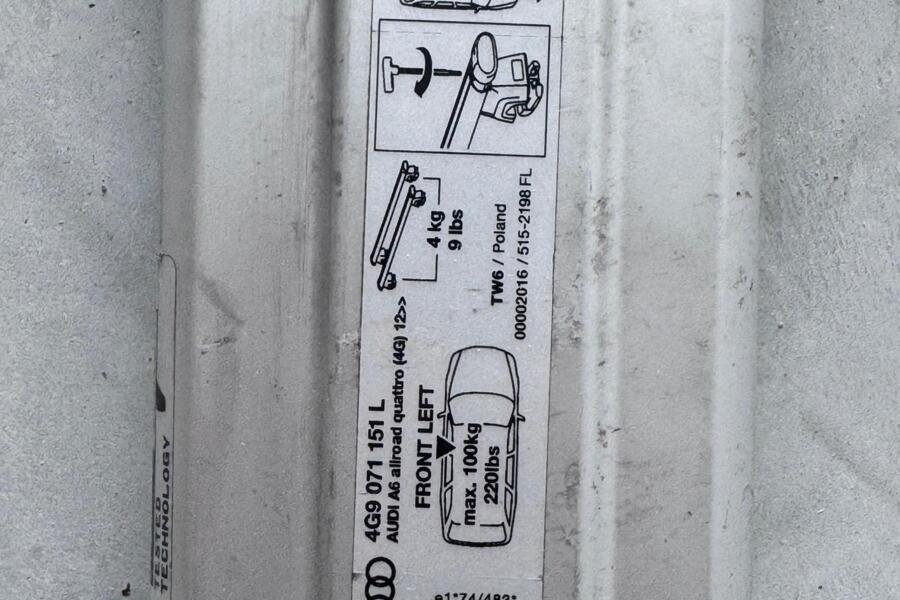 4G9 071 151 L
AUDI A6 allroad quattro (4G) 12>>
FRONT LEFT
max. 100kg
220lbs
4 kg
9 lbs
TW6 / Poland
00002016 / 515-2198 FL
TESTED
TECHNOLOGY